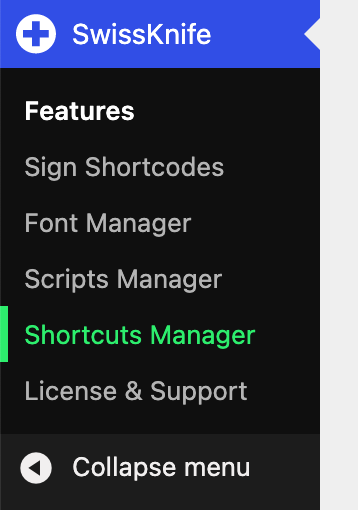 SwissKnife
Features
Sign Shortcodes
Font Manager
Scripts Manager
Shortcuts Manager
License & Support
Collapse menu